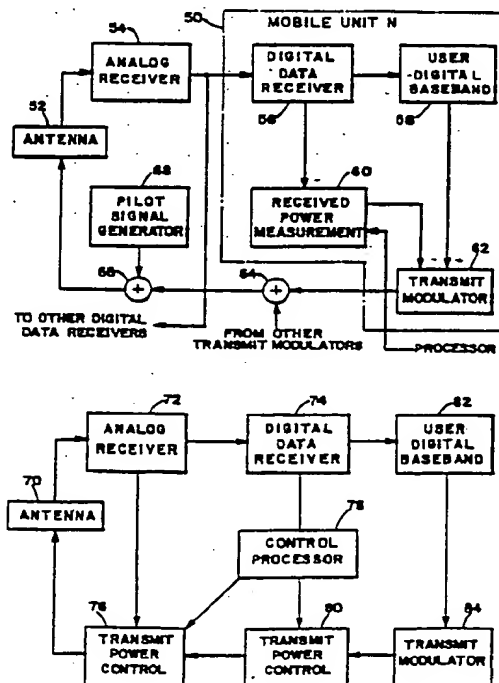 50
MOBILE UNIT N
54
ANALOG
RECEIVER
DIGITAL
DATA
RECEIVER
56
USER
DIGITAL
BASEBAND
58
52
ANTENNA
68
PILOT
SIGNAL
GENERATOR
60
RECEIVED
POWER
MEASUREMENT
62
TRANSMIT
MODULATOR
66
+
64
+
TO OTHER DIGITAL
DATA RECEIVERS
FROM OTHER
TRANSMIT MODULATORS
PROCESSOR
72
ANALOG
RECEIVER
74
DIGITAL
DATA
RECEIVER
82
USER
DIGITAL
BASEBAND
70
ANTENNA
78
CONTROL
PROCESSOR
76
TRANSMIT
POWER
CONTROL
80
TRANSMIT
POWER
CONTROL
84
TRANSMIT
MODULATOR